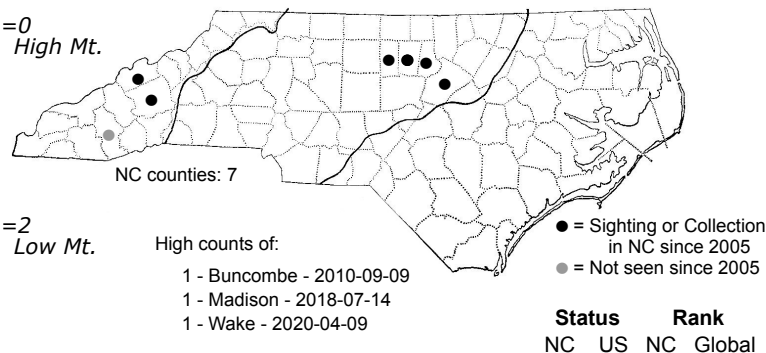 =0
High Mt.
NC counties: 7
=2
Low Mt.
High counts of:
1 - Buncombe - 2010-09-09
1 - Madison - 2018-07-14
1 - Wake - 2020-04-09
= Sighting or Collection
in NC since 2005
= Not seen since 2005
Status Rank
NC US NC Global